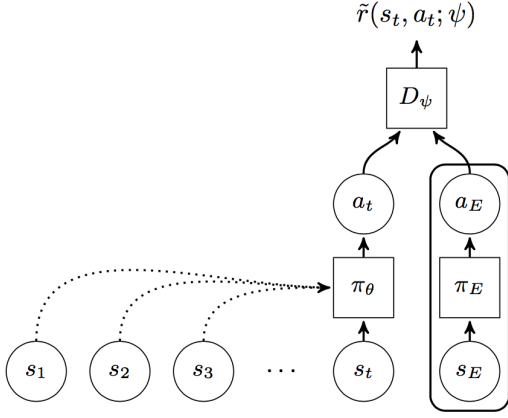 r̃(s_t, a_t; ψ)
D_ψ
a_t a_E
π_θ π_E
s_1 s_2 s_3 ··· s_t s_E